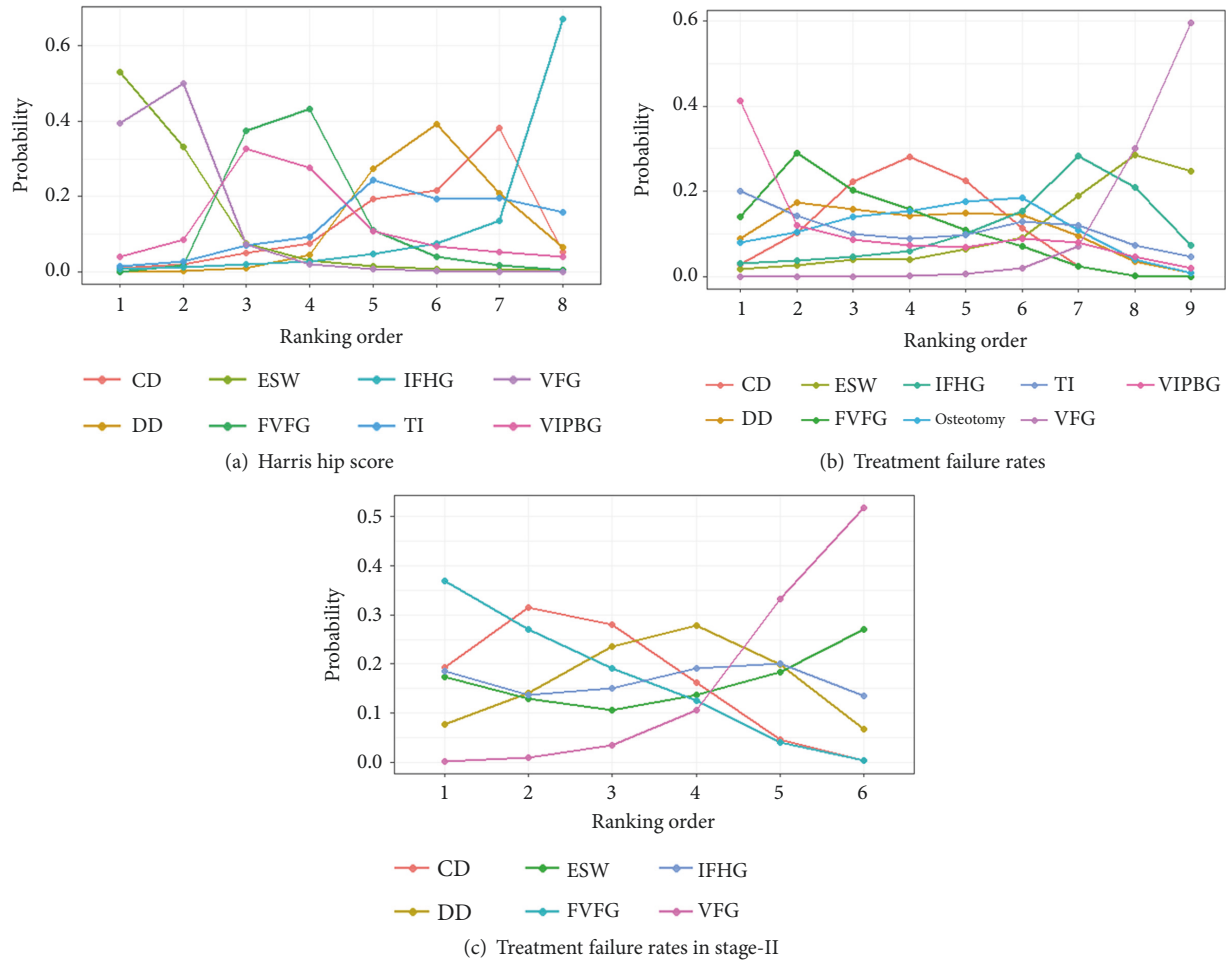 Probability
0.6
0.4
0.2
0.0
1 2 3 4 5 6 7 8
Ranking order
CD ESW IFHG VFG
DD FVFG TI VIPBG
(a) Harris hip score
Probability
0.6
0.4
0.2
0.0
1 2 3 4 5 6 7 8 9
Ranking order
CD ESW IFHG TI VIPBG
DD FVFG Osteotomy VFG
(b) Treatment failure rates
Probability
0.5
0.4
0.3
0.2
0.1
0.0
1 2 3 4 5 6
Ranking order
CD ESW IFHG
DD FVFG VFG
(c) Treatment failure rates in stage-II